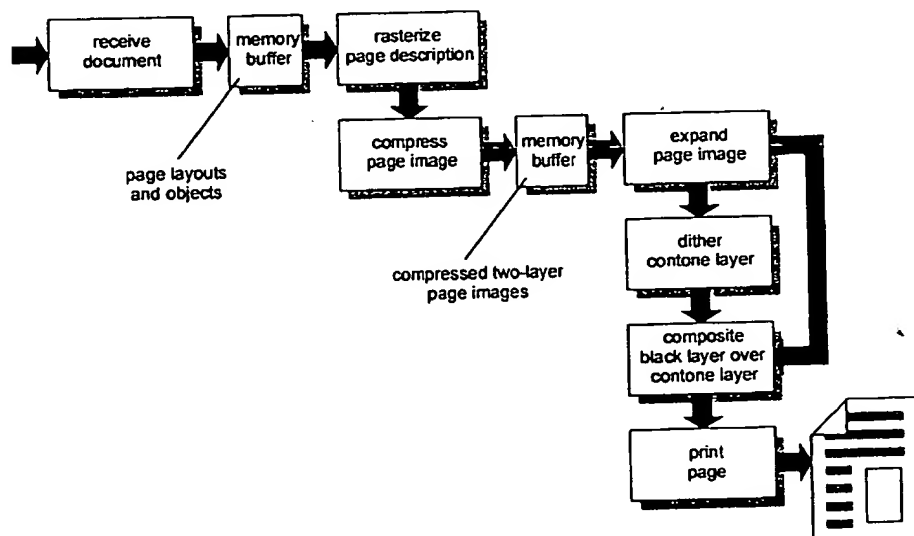 receive
document
memory
buffer
rasterize
page description
compress
page image
memory
buffer
expand
page image
page layouts
and objects
dither
contone layer
compressed two-layer
page images
composite
black layer over
contone layer
print
page